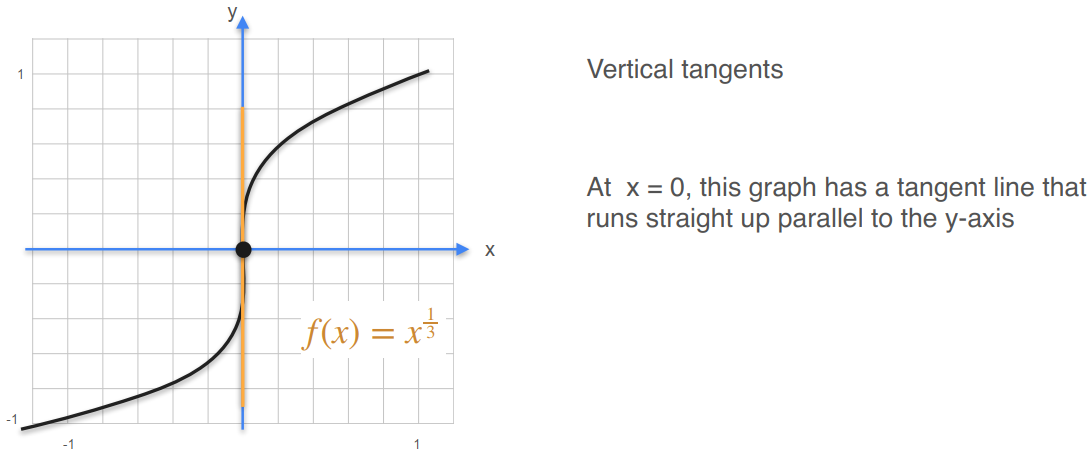 y
Vertical tangents
1
At x = 0, this graph has a tangent line that
runs straight up parallel to the y-axis
x
f(x) = x^{\frac{1}{3}}
-1
-1
1